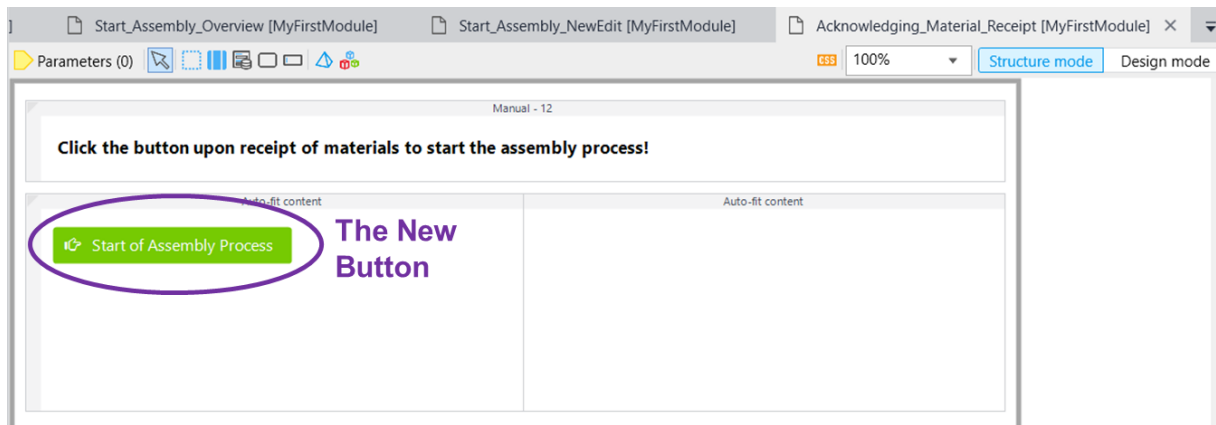 ] Start_Assembly_Overview [MyFirstModule] Start_Assembly_NewEdit [MyFirstModule] Acknowledging_Material_Receipt [MyFirstModule]
Parameters (0) CSS 100% Structure mode Design mode
Manual - 12
Click the button upon receipt of materials to start the assembly process!
Auto-fit content Auto-fit content
Start of Assembly Process
The New
Button